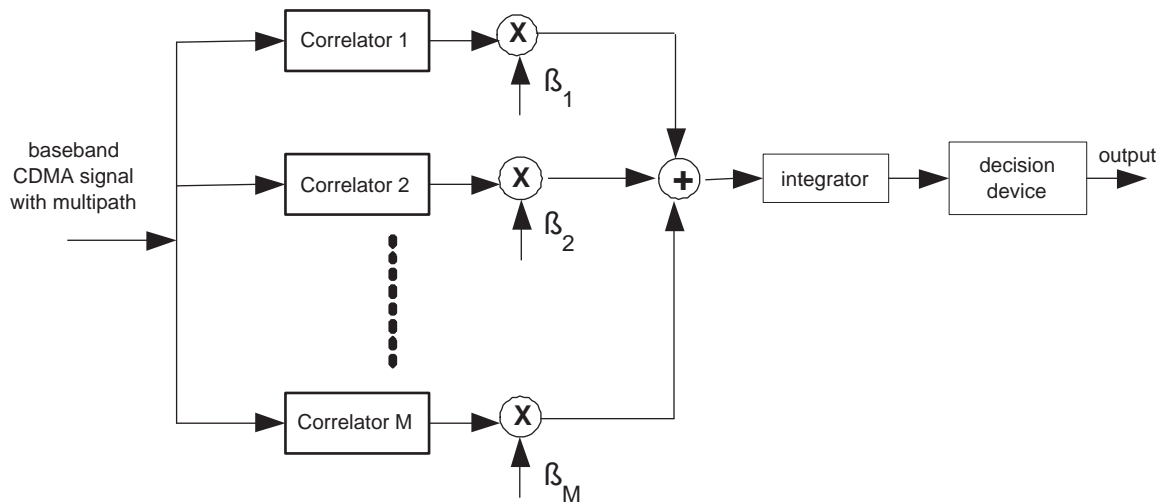 Correlator 1
X
ß1
baseband
CDMA signal
with multipath
Correlator 2
X
ß2
+
integrator
decision
device
output
Correlator M
X
ßM